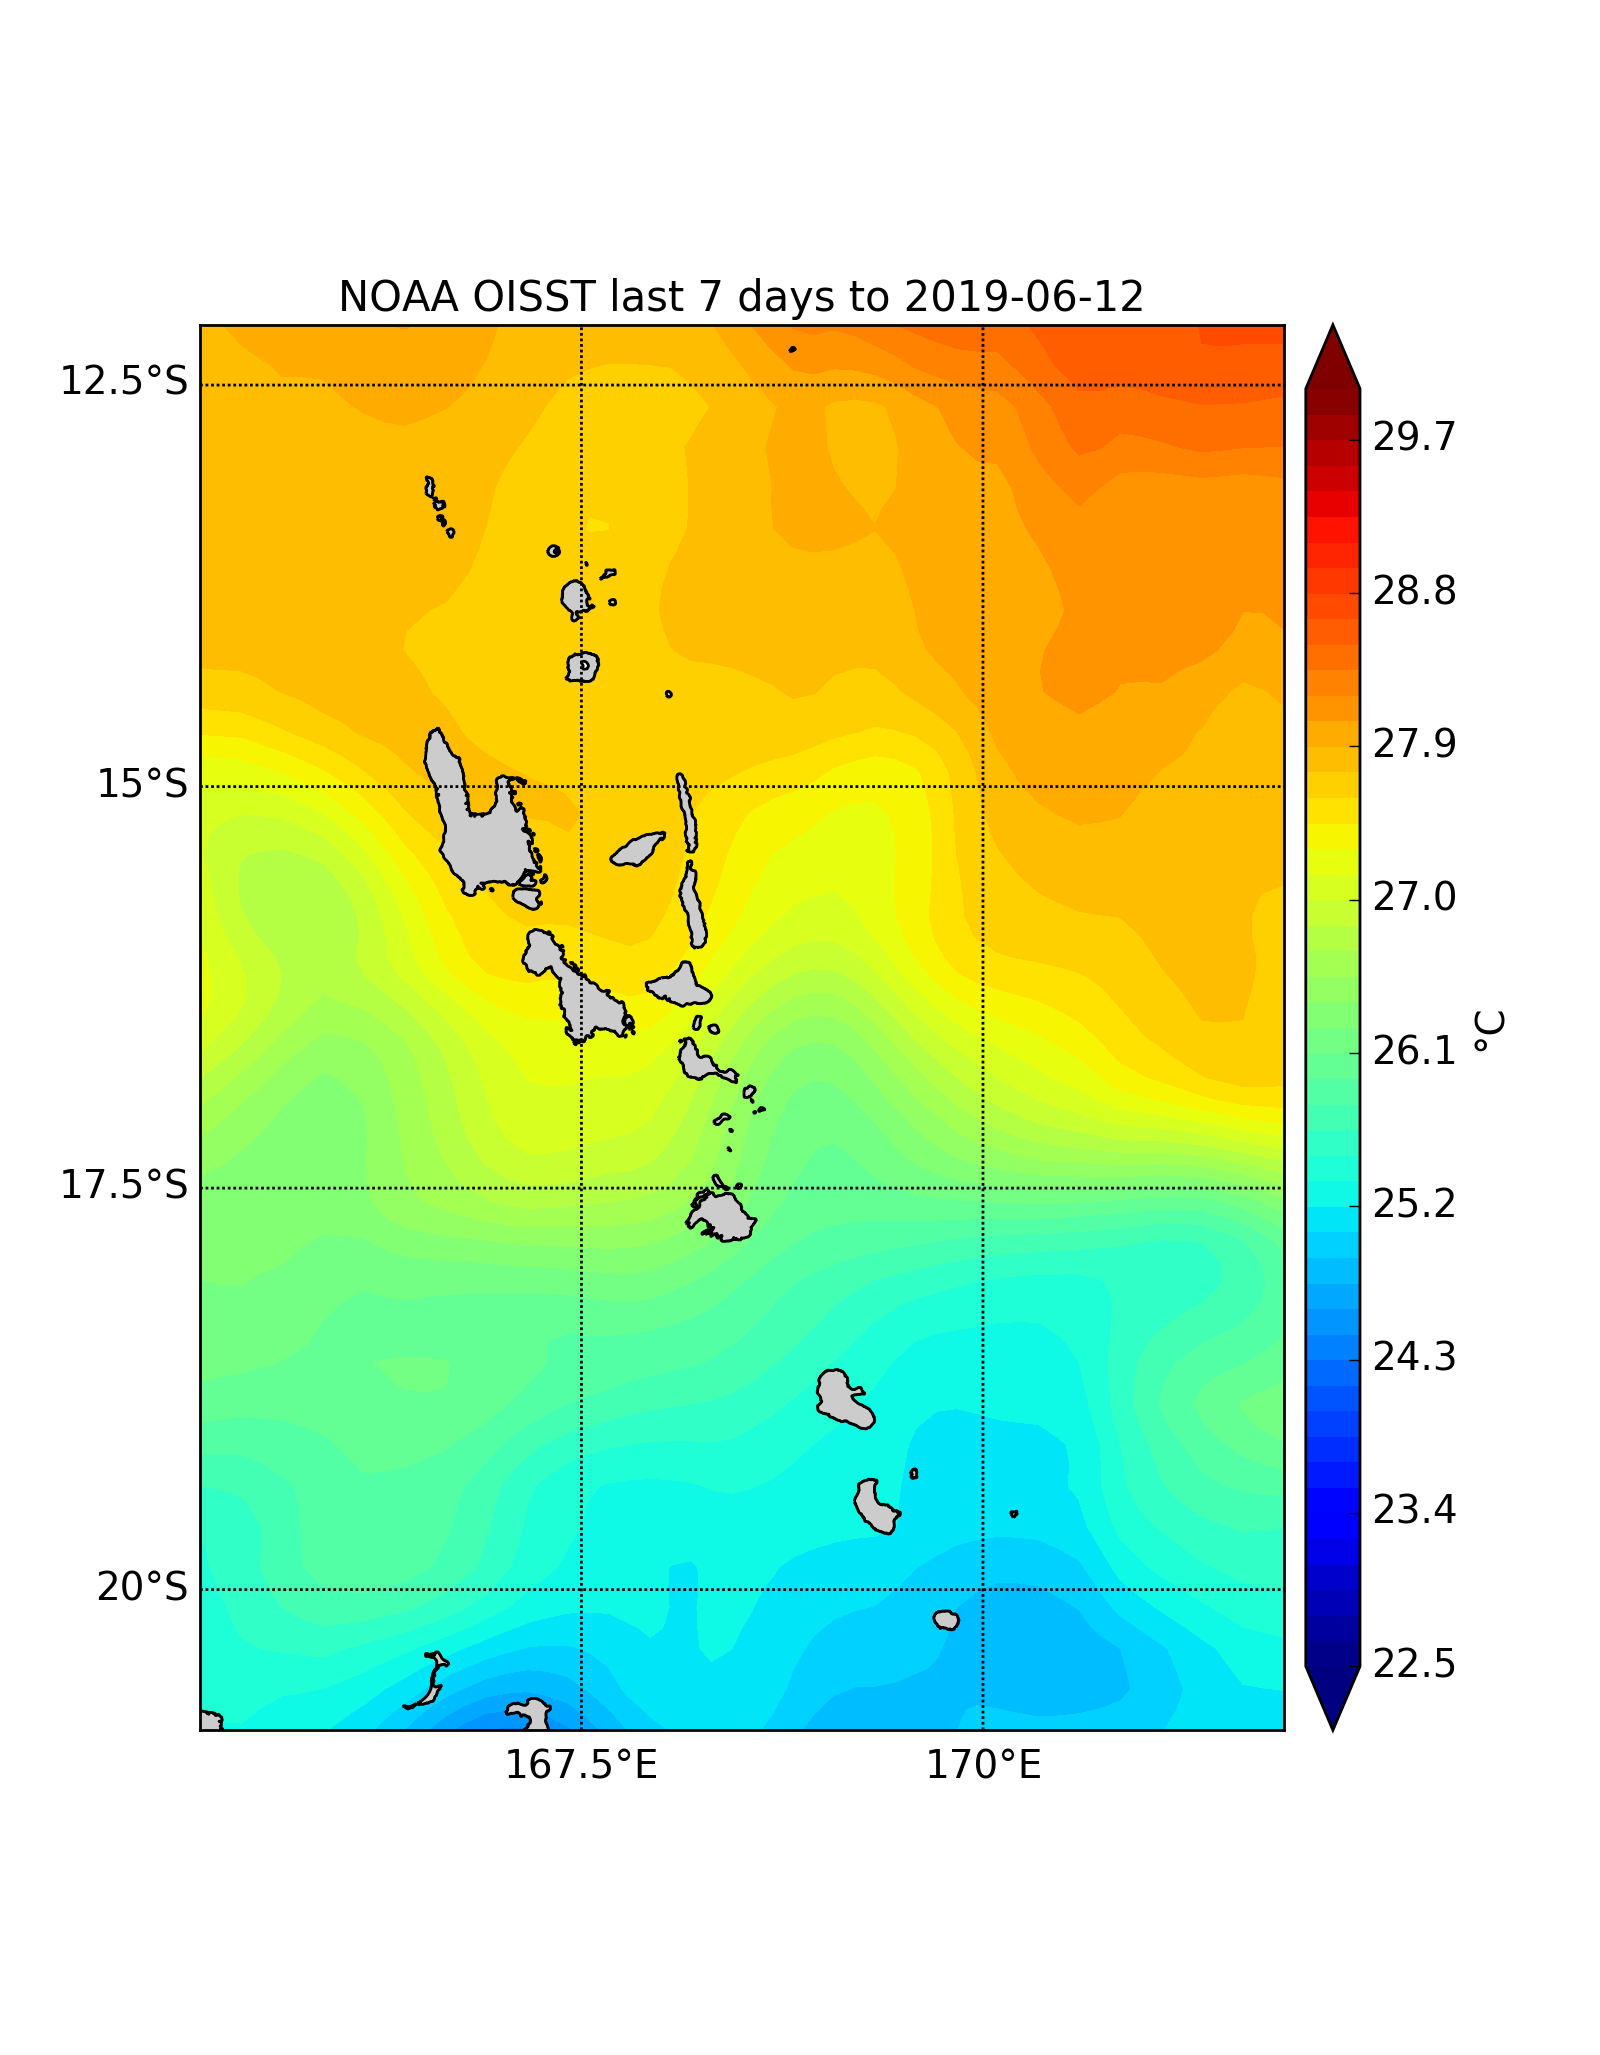 NOAA OISST last 7 days to 2019-06-12
12.5°S
15°S
17.5°S
20°S
167.5°E
170°E
29.7
28.8
27.9
27.0
26.1
25.2
24.3
23.4
22.5
°C